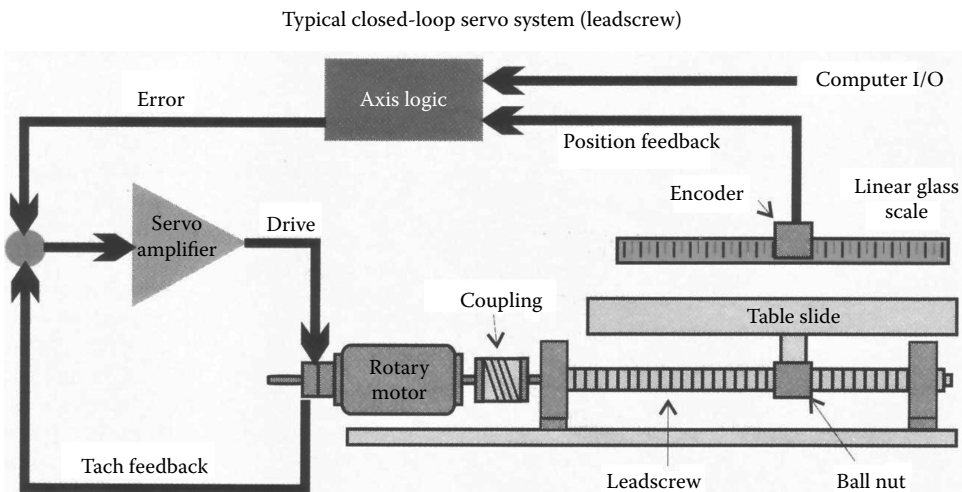 Typical closed-loop servo system (leadscrew)
Computer I/O
Axis logic
Error
Position feedback
Encoder
Linear glass
scale
Servo
amplifier
Drive
Coupling
Table slide
Rotary
motor
Tach feedback
Leadscrew
Ball nut